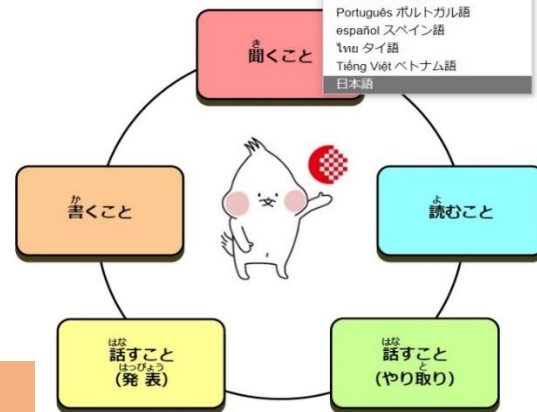 Português ポルトガル語
español スペイン語
ไทย タイ語
Tiếng Việt ベトナム語
日本語
き
聞くこと
か
書くこと
よ
読むこと
はな
話すこと
はっぴょう
(発表)
はな
話すこと
と
(やり取り)